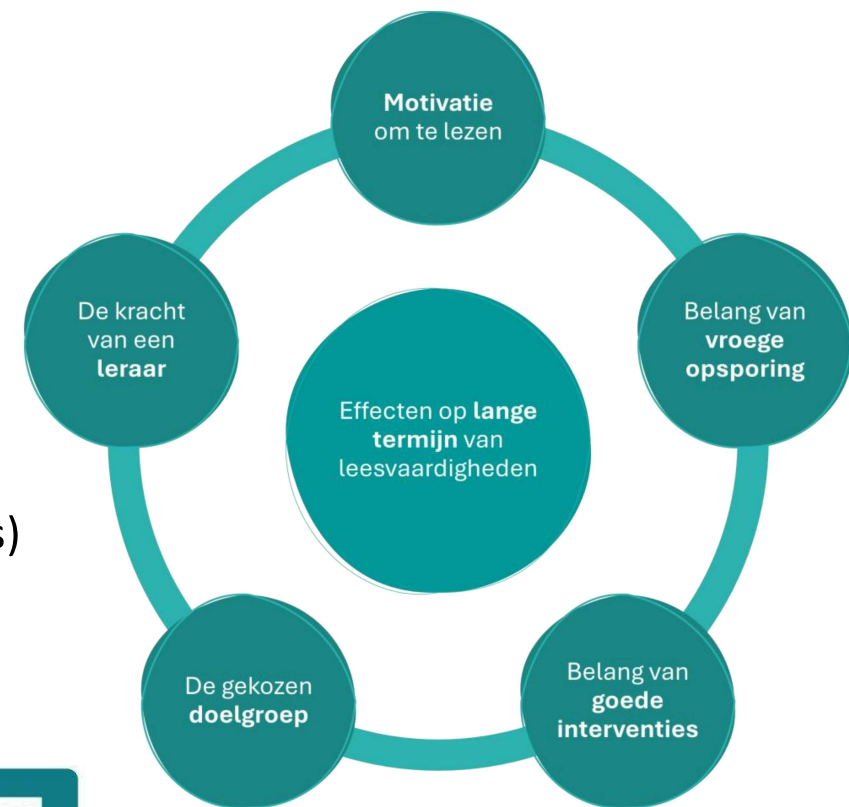 Motivatie
om te lezen
De kracht
van een
leraar
Belang van
vroege
opsporing
Effecten op lange
termijn van
leesvaardigheden
s)
De gekozen
doelgroep
Belang van
goede
interventies